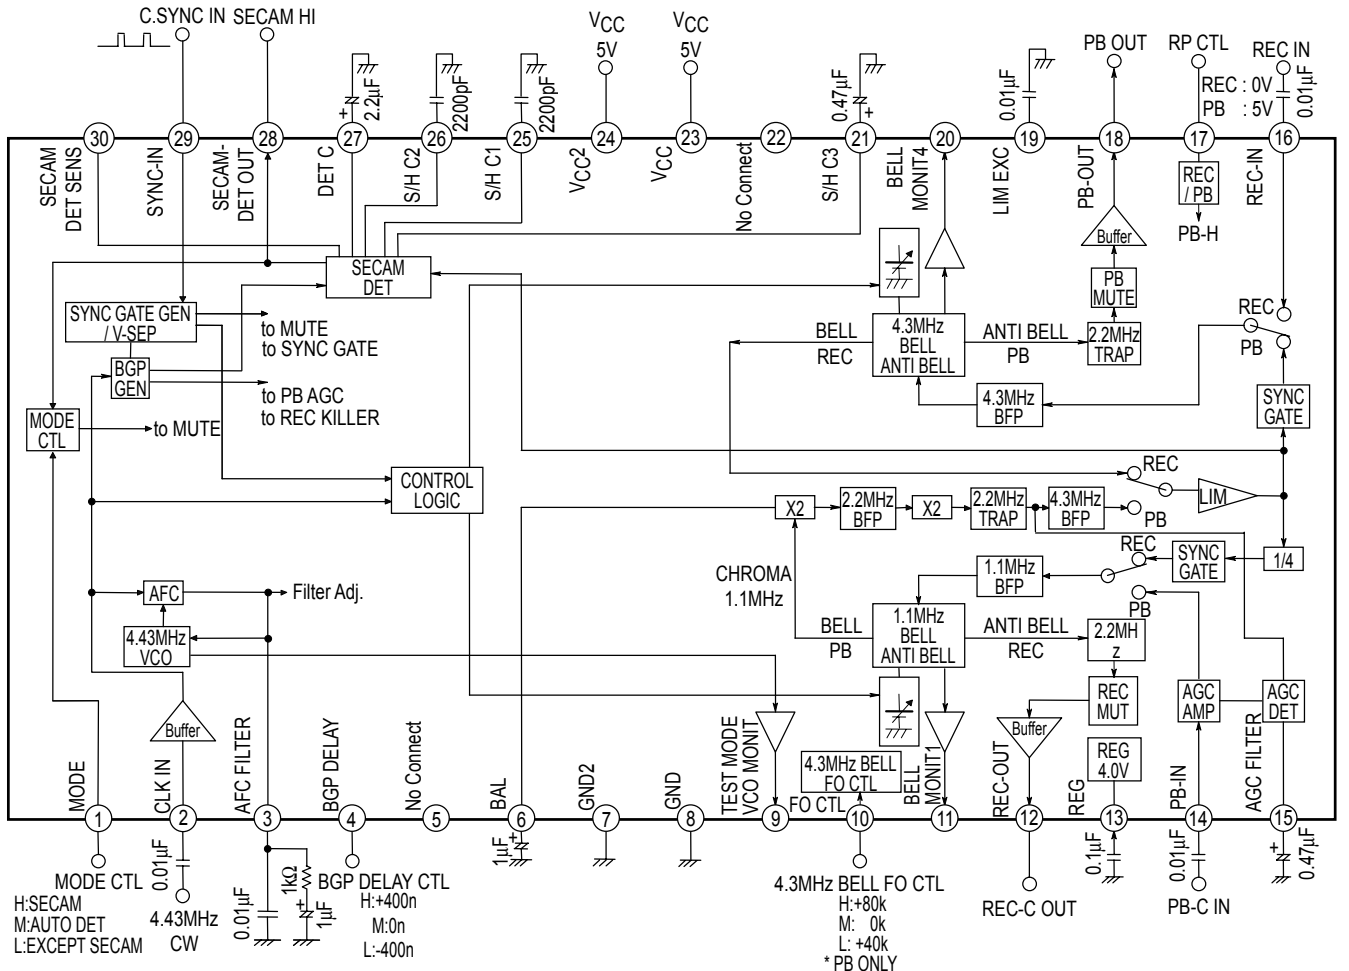 C.SYNC IN
SECAM HI
VCC
5V
VCC
5V
PB OUT
RP CTL
REC : 0V
PB : 5V
REC IN
2.2µF
+
2200pF
2200pF
0.47µF
+
0.01µF
0.01µF
30
29
28
27
26
25
24
23
22
21
20
19
18
17
16
SECAM
DET SENS
SYNC-IN
SECAM-
DET OUT
DET C
S/H C2
S/H C1
VCC2
VCC
No Connect
S/H C3
BELL
MONIT4
LIM EXC
PB-OUT
REC
/ PB
PB-H
REC-IN
Buffer
SECAM
DET
PB
MUTE
SYNC GATE GEN
/ V-SEP
to MUTE
to SYNC GATE
BELL
REC
4.3MHz
BELL
ANTI BELL
ANTI BELL
PB
2.2MHz
TRAP
REC
PB
BGP
GEN
to PB AGC
to REC KILLER
4.3MHz
BFP
SYNC
GATE
MODE
CTL
to MUTE
CONTROL
LOGIC
REC
PB
LIM
X2
2.2MHz
BFP
X2
2.2MHz
TRAP
4.3MHz
BFP
CHROMA
1.1MHz
1.1MHz
BFP
REC
PB
SYNC
GATE
1/4
AFC
Filter Adj.
4.43MHz
VCO
BELL
PB
1.1MHz
BELL
ANTI BELL
ANTI BELL
REC
2.2MH
z
REC
MUT
AGC
AMP
AGC
DET
Buffer
Buffer
REG
4.0V
4.3MHz BELL
FO CTL
MODE
CLK IN
AFC FILTER
BGP DELAY
No Connect
BAL
GND2
GND
TEST MODE
VCO MONIT
FO CTL
BELL
MONIT1
REC-OUT
REG
PB-IN
AGC FILTER
1
2
3
4
5
6
7
8
9
10
11
12
13
14
15
MODE CTL
H:SECAM
M:AUTO DET
L:EXCEPT SECAM
0.01µF
4.43MHz
CW
0.01µF
1kΩ
+
1µF
BGP DELAY CTL
H:+400n
M:0n
L:-400n
1µF
+
4.3MHz BELL FO CTL
H:+80k
M: 0k
L: +40k
* PB ONLY
REC-C OUT
0.1µF
0.01µF
PB-C IN
+
0.47µF